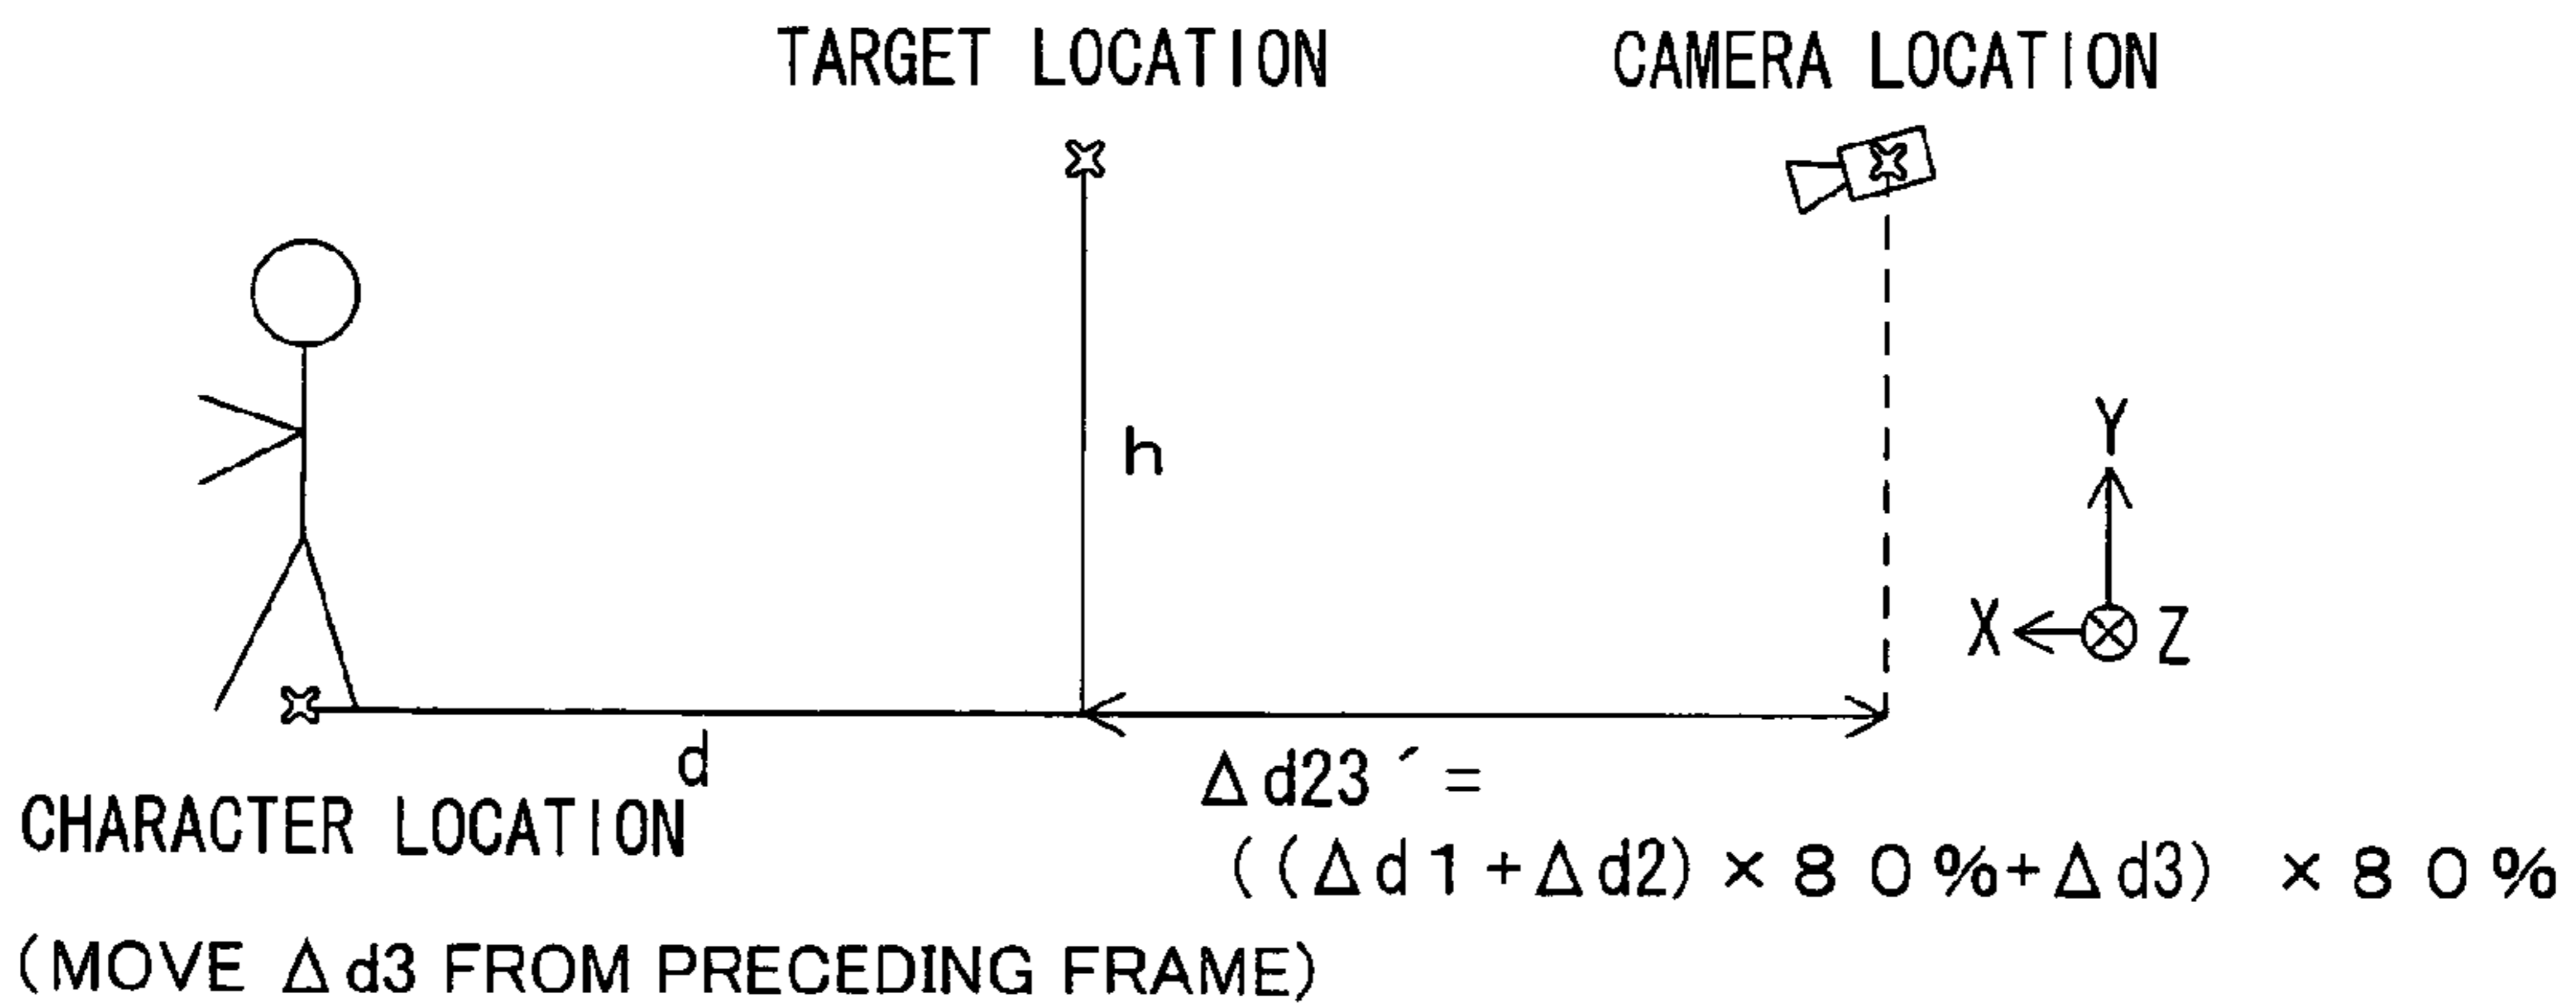 TARGET LOCATION
CAMERA LOCATION
h
Y
X
Z
d
CHARACTER LOCATION
Δd23´=
((Δd1+Δd2)×80%+Δd3) ×80%
(MOVE Δd3 FROM PRECEDING FRAME)